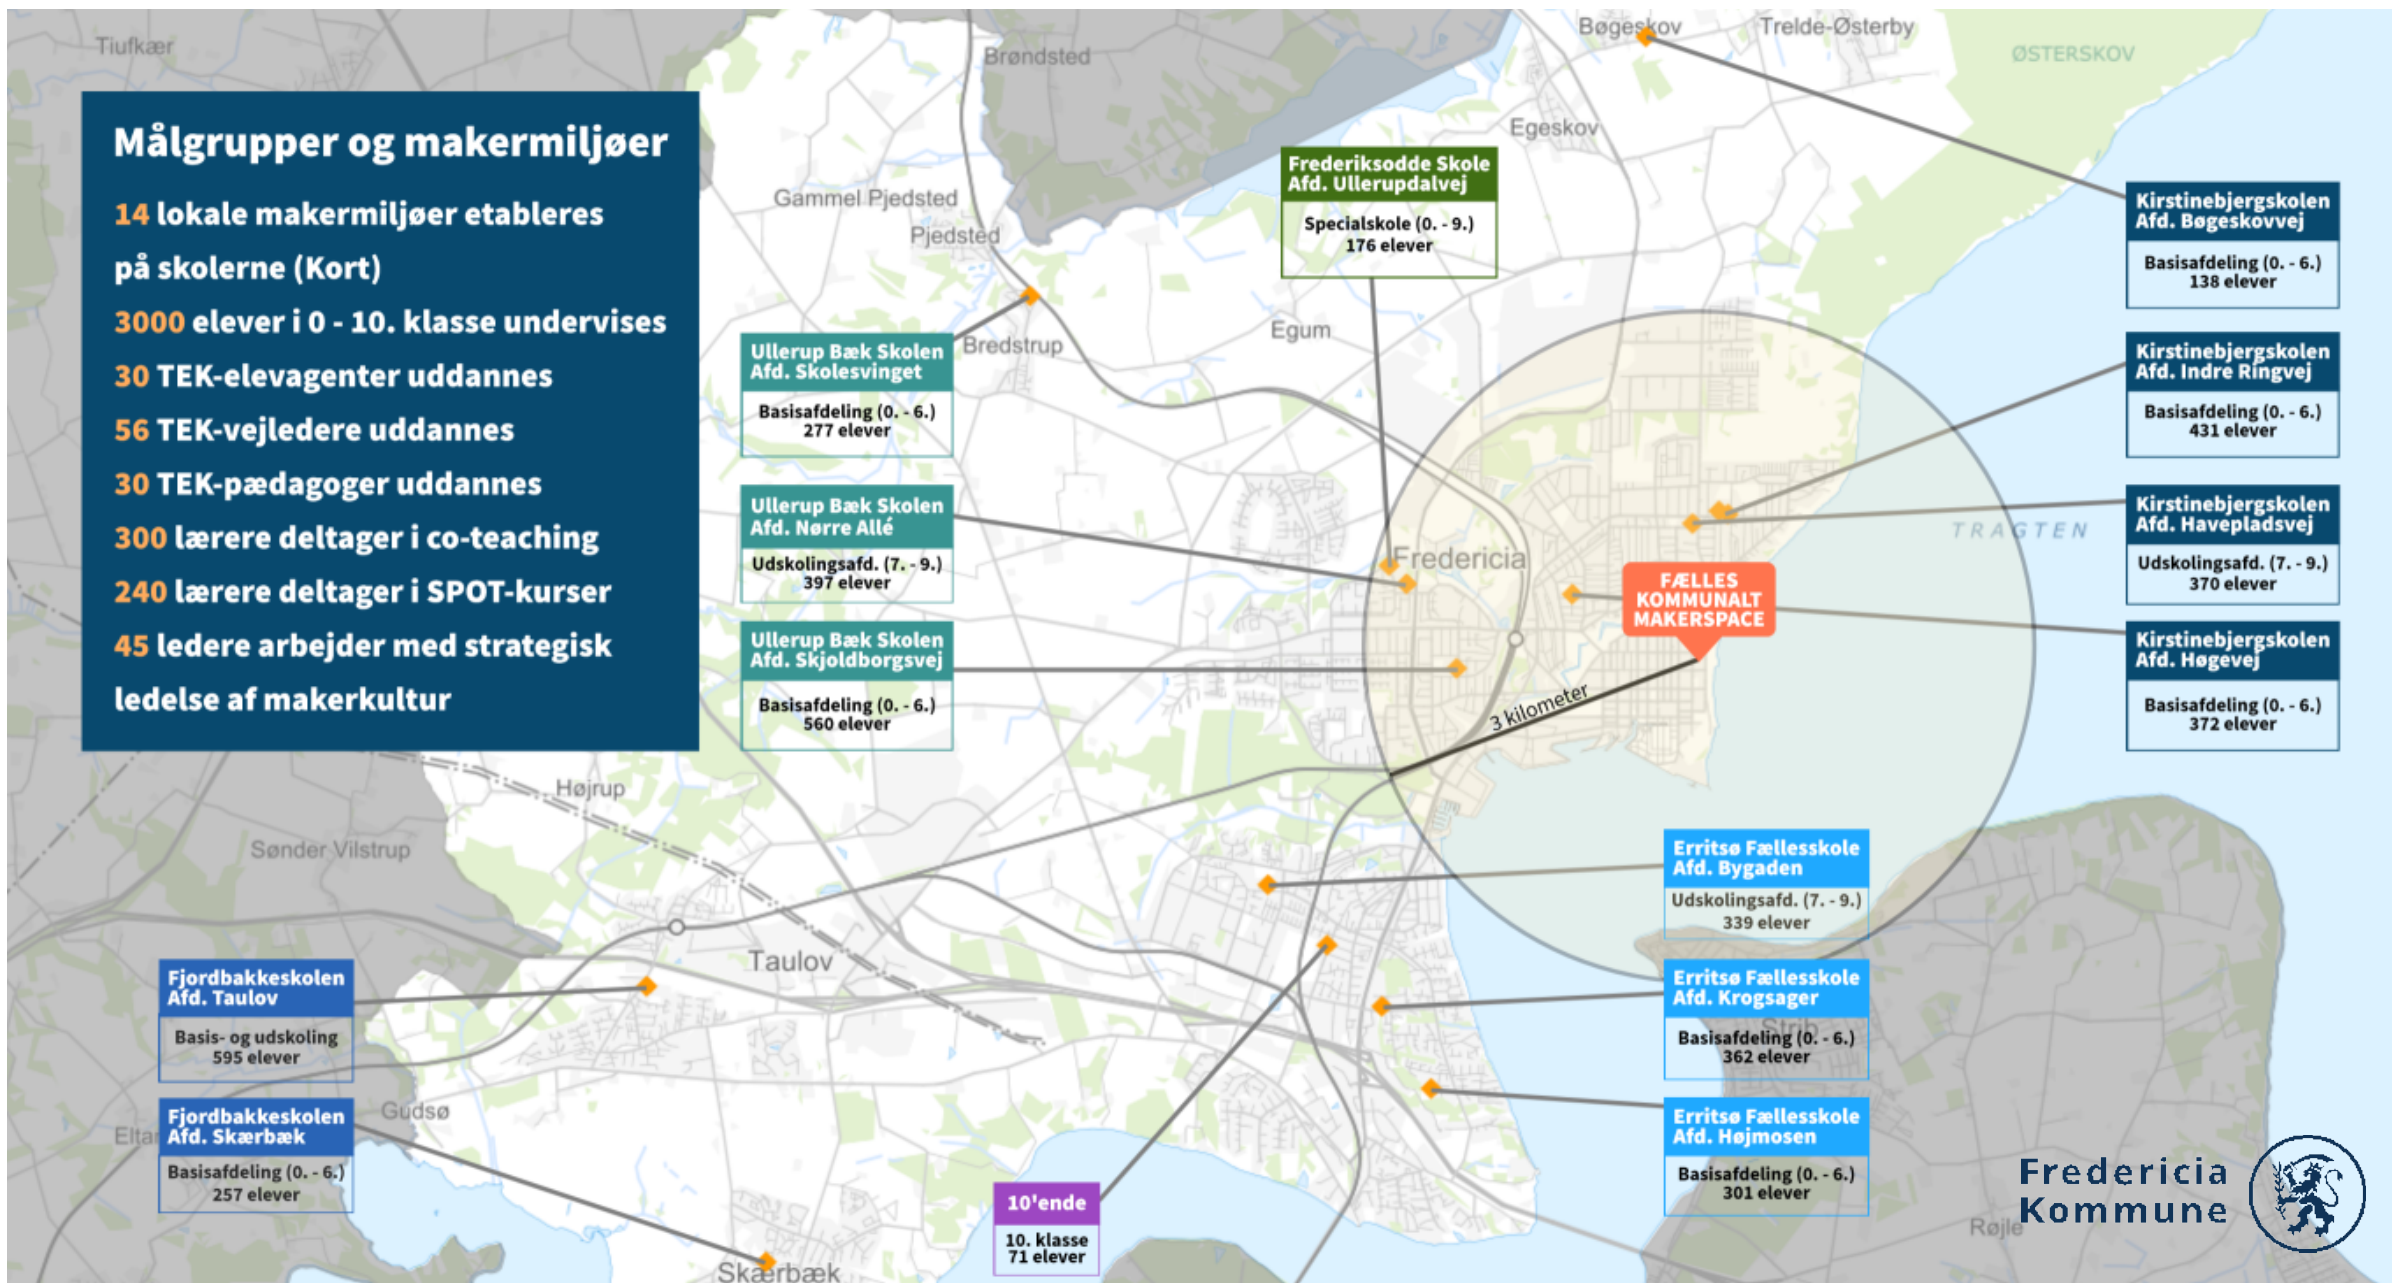 Tiufkær
Brøndsted
Bøgeskov
Trelde-Østerby
ØSTERSKOV
Målgrupper og makermiljøer
14 lokale makermiljøer etableres
på skolerne (Kort)
3000 elever i 0 - 10. klasse undervises
30 TEK-elevagenter uddannes
56 TEK-vejledere uddannes
30 TEK-pædagoger uddannes
300 lærere deltager i co-teaching
240 lærere deltager i SPOT-kurser
45 ledere arbejder med strategisk
ledelse af makerkultur
Gammel Pjedsted
Pjedsted
Egeskov
Frederiksodde Skole
Afd. Ullerupdalvej
Specialskole (0. - 9.)
176 elever
Kirstinebjergskolen
Afd. Bøgeskovvej
Basisafdeling (0. - 6.)
138 elever
Egum
Bredstrup
Ullerup Bæk Skolen
Afd. Skolesvinget
Basisafdeling (0. - 6.)
277 elever
Kirstinebjergskolen
Afd. Indre Ringvej
Basisafdeling (0. - 6.)
431 elever
Ullerup Bæk Skolen
Afd. Nørre Allé
Udskolingsafd. (7. - 9.)
397 elever
Kirstinebjergskolen
Afd. Havepladsvej
Udskolingsafd. (7. - 9.)
370 elever
TRAGTEN
Fredericia
FÆLLES
KOMMUNALT
MAKERSPACE
3 kilometer
Ullerup Bæk Skolen
Afd. Skjoldborgsvej
Basisafdeling (0. - 6.)
560 elever
Kirstinebjergskolen
Afd. Høgevej
Basisafdeling (0. - 6.)
372 elever
Højrup
Sønder Vilstrup
Taulov
Erritsø Fællesskole
Afd. Bygaden
Udskolingsafd. (7. - 9.)
339 elever
Fjordbakkeskolen
Afd. Taulov
Basis- og udskoling
595 elever
Erritsø Fællesskole
Afd. Krogsager
Strib
Basisafdeling (0. - 6.)
362 elever
Gudsø
Fjordbakkeskolen
Afd. Skærbæk
Basisafdeling (0. - 6.)
257 elever
Erritsø Fællesskole
Afd. Højmosen
Basisafdeling (0. - 6.)
301 elever
10'ende
10. klasse
71 elever
Skærbæk
Røjle
Fredericia
Kommune